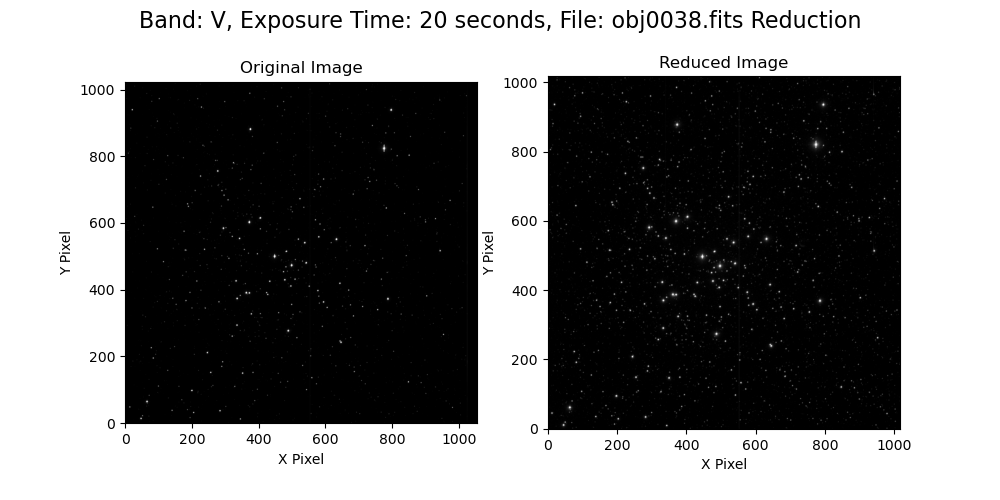 Band: V, Exposure Time: 20 seconds, File: obj0038.fits Reduction
Original Image
1000
800
600
400
200
0
0 200 400 600 800 1000
Y Pixel
X Pixel
Reduced Image
1000
800
600
400
200
0
0 200 400 600 800 1000
Y Pixel
X Pixel